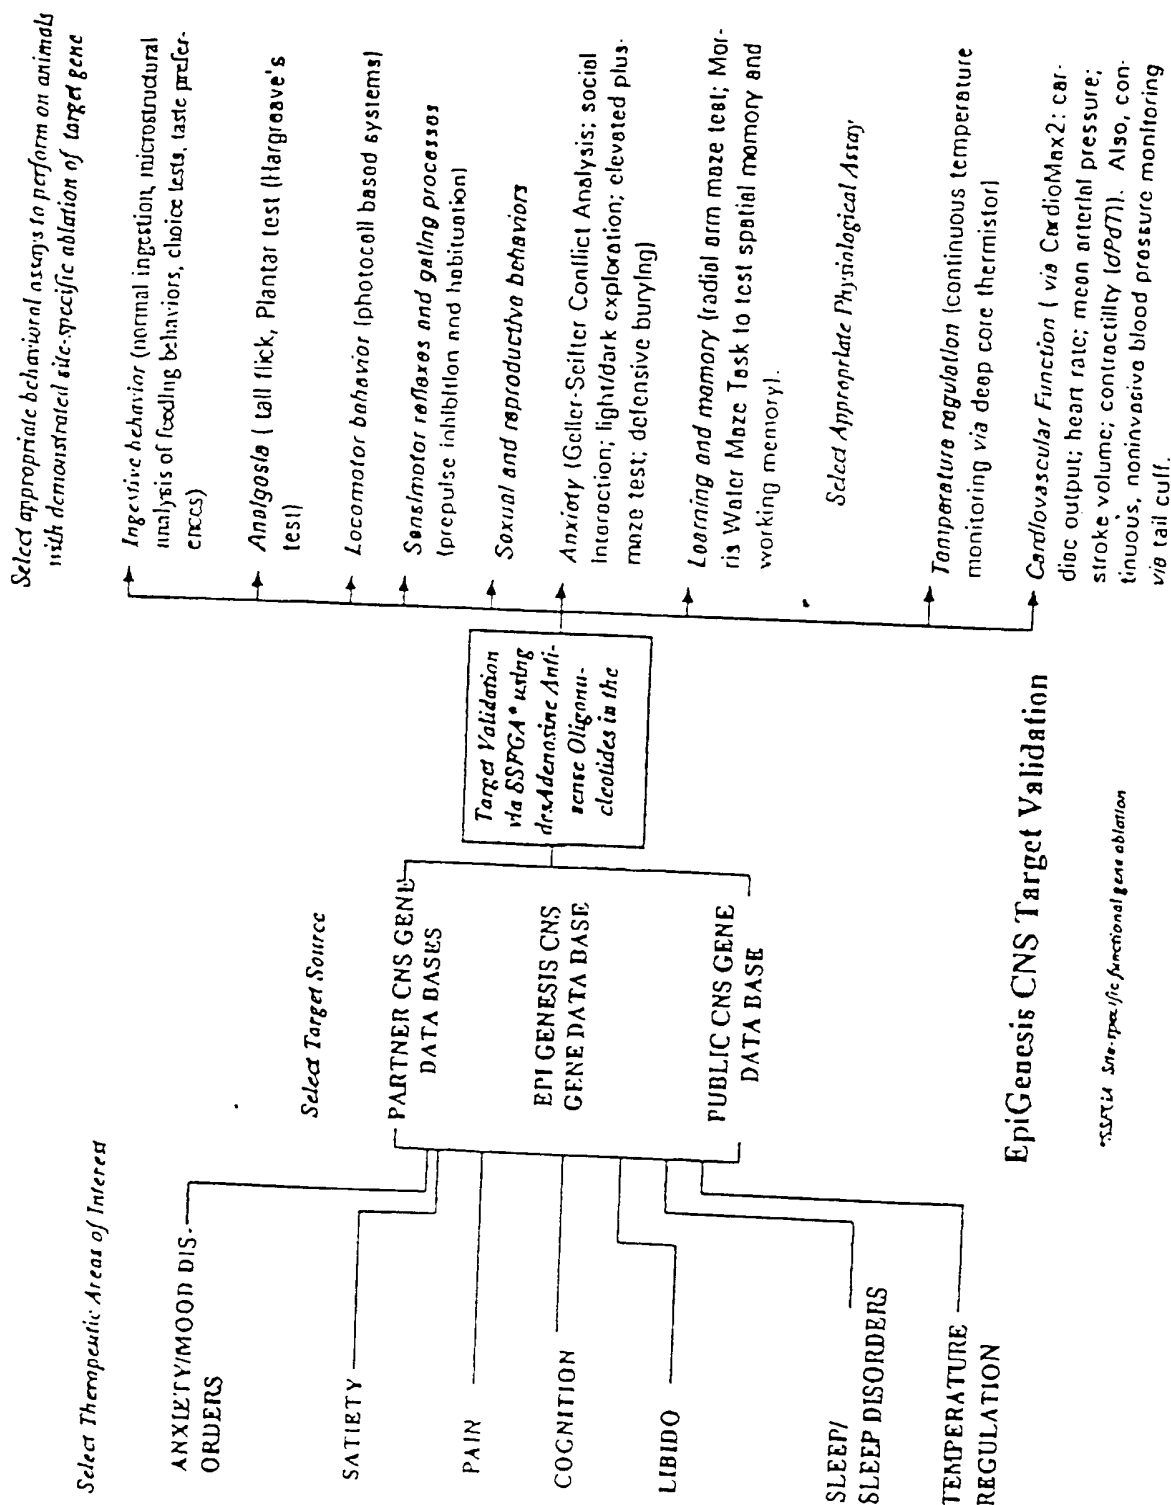 Select Therapeutic Areas of Interest
ANXIETY/MOOD DIS-
ORDERS
SATIETY
PAIN
COGNITION
LIBIDO
SLEEP/
SLEEP DISORDERS
TEMPERATURE
REGULATION
Select Target Source
PARTNER CNS GENE
DATA BASES
EPI GENESIS CNS
GENE DATA BASE
PUBLIC CNS GENE
DATA BASE
Target Validation
via SSFGA* using
desAdenosine Anti-
sense Oligonu-
cleotides in the
Select appropriate behavioral assays to perform on animals
with demonstrated site-specific ablation of target gene
Ingestive behavior (normal ingestion, microstructural
analysis of feeding behaviors, choice tests, taste prefer-
ences)
Analgesia (tail flick, Plantar test (Hargreave's
test)
Locomotor behavior (photocell based systems)
Sensimotor reflexes and gating processes
(prepulse inhibition and habituation)
Sexual and reproductive behaviors
Anxiety (Geller-Seifter Conflict Analysis; social
interaction; light/dark exploration; elevated plus-
maze test; defensive burying)
Learning and memory (radial arm maze test; Mor-
ris Water Maze Task to test spatial memory and
working memory).
Select Appropriate Physiological Assay
Temperature regulation (continuous temperature
monitoring via deep core thermistor)
Cardiovascular Function ( via CardioMax2: car-
diac output; heart rate; mean arterial pressure;
stroke volume; contractility (dPdT)). Also, con-
tinuous, noninvasive blood pressure monitoring
via tail cuff.
EpiGenesis CNS Target Validation
*SSFGA Site-specific functional gene ablation